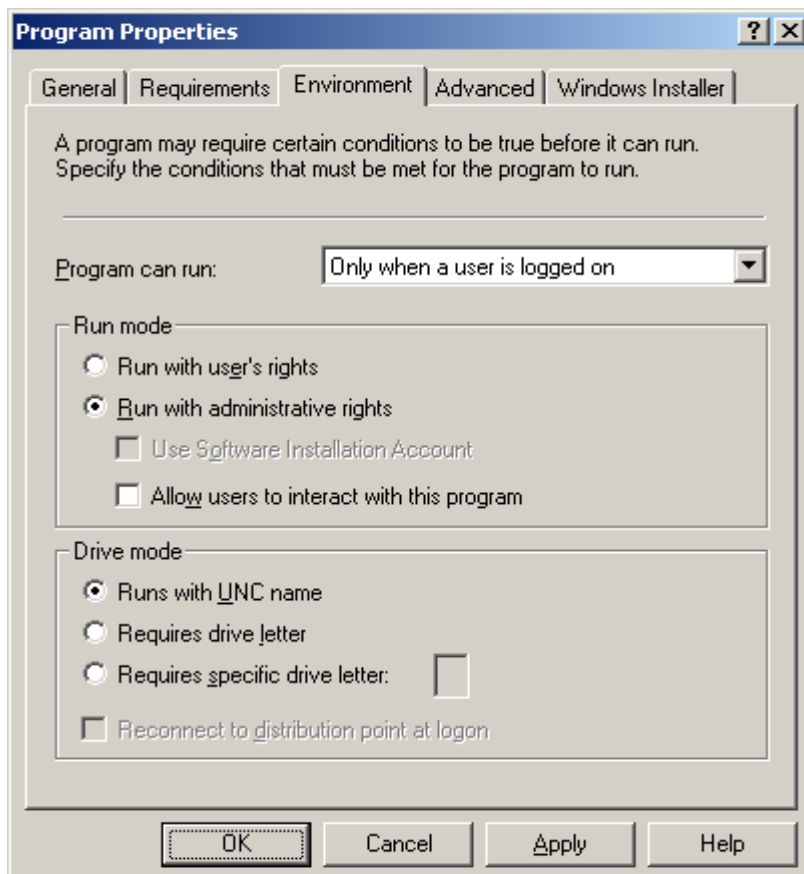 Program Properties
General Requirements Environment Advanced Windows Installer
A program may require certain conditions to be true before it can run.
Specify the conditions that must be met for the program to run.
Program can run: Only when a user is logged on
Run mode
Run with user's rights
Run with administrative rights
Use Software Installation Account
Allow users to interact with this program
Drive mode
Runs with UNC name
Requires drive letter
Requires specific drive letter:
Reconnect to distribution point at logon
OK Cancel Apply Help